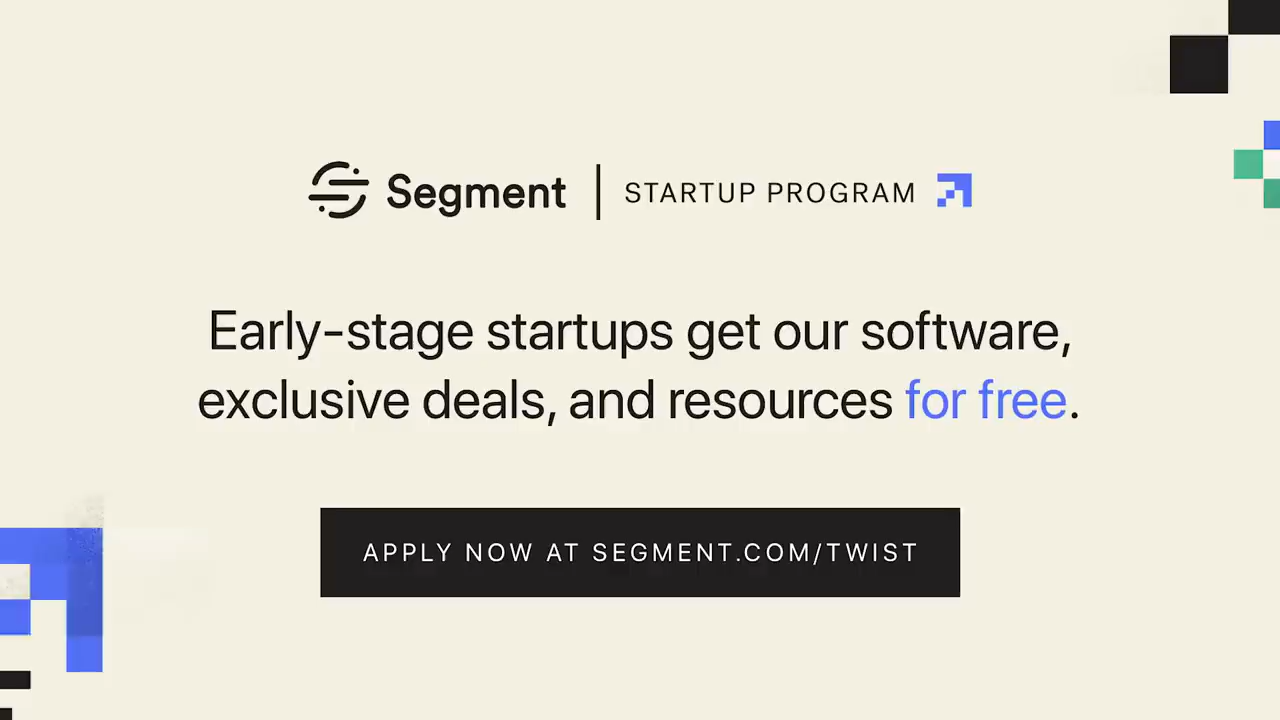 Segment | STARTUP PROGRAM
Early-stage startups get our software,
exclusive deals, and resources for free.
APPLY NOW AT SEGMENT.COM/TWIST